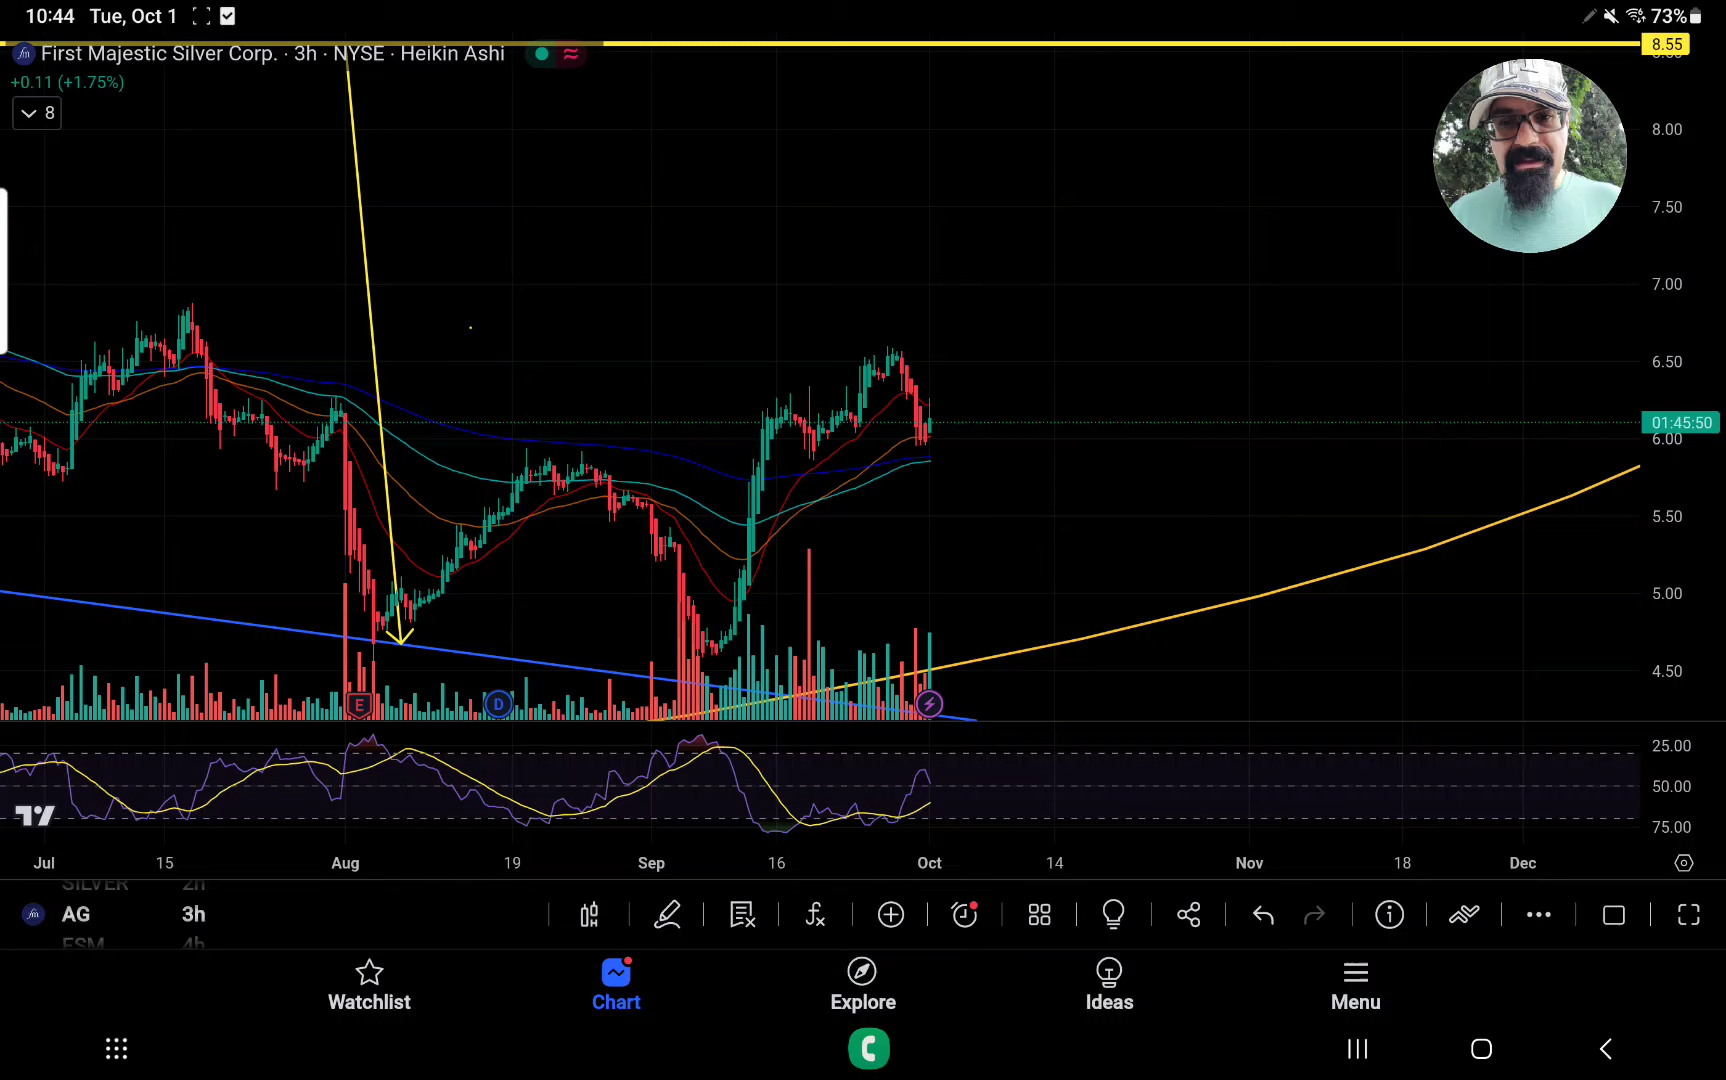 10:44 Tue, Oct 1 73%
8.55
First Majestic Silver Corp. · 3h · NYSE · Heikin Ashi
+0.11 (+1.75%)
8
8.00
7.50
7.00
6.50
01:45:50
6.00
5.50
5.00
4.50
E D
25.00
50.00
75.00
Jul 15 Aug 19 Sep 16 Oct 14 Nov 18 Dec
SILVER 2h
AG 3h
FSM 4h
Watchlist Chart Explore Ideas Menu